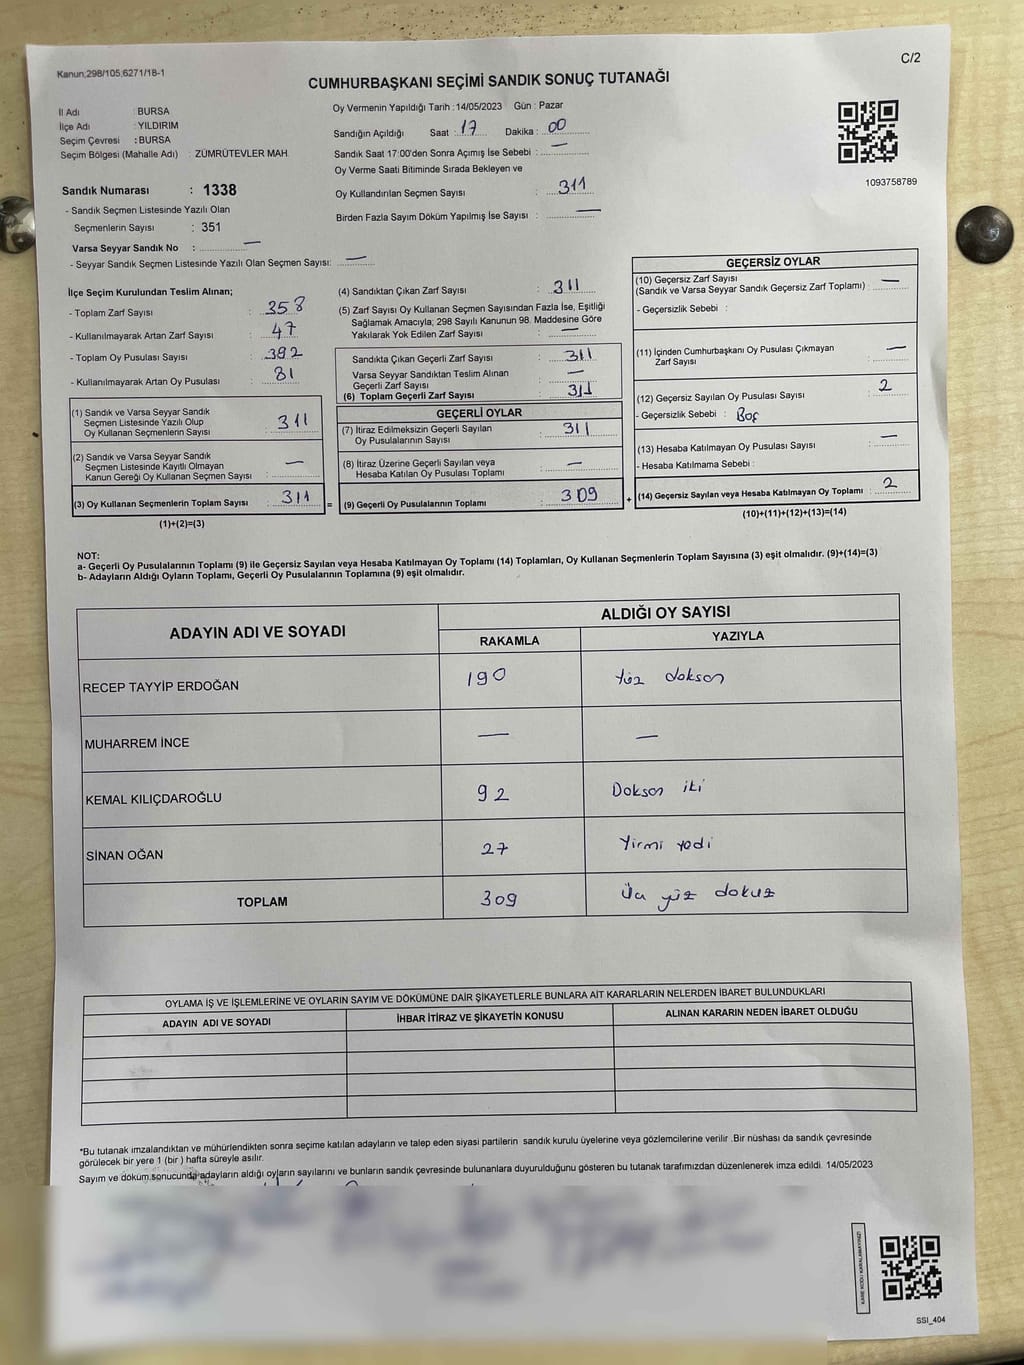 Kanun;298/105;6271/18-1
C/2
CUMHURBAŞKANI SEÇİMİ SANDIK SONUÇ TUTANAĞI
İl Adı : BURSA
İlçe Adı : YILDIRIM
Seçim Çevresi : BURSA
Seçim Bölgesi (Mahalle Adı) : ZÜMRÜTEVLER MAH.
Sandık Numarası : 1338
- Sandık Seçmen Listesinde Yazılı Olan
Seçmenlerin Sayısı : 351
Varsa Seyyar Sandık No : —
- Seyyar Sandık Seçmen Listesinde Yazılı Olan Seçmen Sayısı: —
Oy Vermenin Yapıldığı Tarih :14/05/2023 Gün : Pazar
Sandığın Açıldığı Saat : 17 Dakika : 00
Sandık Saat 17:00'den Sonra Açımış İse Sebebi : —
Oy Verme Saati Bitiminde Sırada Bekleyen ve
Oy Kullandırılan Seçmen Sayısı : 311
Birden Fazla Sayım Döküm Yapılmış İse Sayısı : —
1093758789
İlçe Seçim Kurulundan Teslim Alınan;
- Toplam Zarf Sayısı : 358
- Kullanılmayarak Artan Zarf Sayısı : 47
- Toplam Oy Pusulası Sayısı : 392
- Kullanılmayarak Artan Oy Pusulası : 81
(1) Sandık ve Varsa Seyyar Sandık
Seçmen Listesinde Yazılı Olup
Oy Kullanan Seçmenlerin Sayısı : 311
(2) Sandık ve Varsa Seyyar Sandık
Seçmen Listesinde Kayıtlı Olmayan
Kanun Gereği Oy Kullanan Seçmen Sayısı : —
(3) Oy Kullanan Seçmenlerin Toplam Sayısı : 311
(1)+(2)=(3)
(4) Sandıktan Çıkan Zarf Sayısı : 311
(5) Zarf Sayısı Oy Kullanan Seçmen Sayısından Fazla İse, Eşitliği
Sağlamak Amacıyla; 298 Sayılı Kanunun 98. Maddesine Göre
Yakılarak Yok Edilen Zarf Sayısı : —
Sandıkta Çıkan Geçerli Zarf Sayısı : 311
Varsa Seyyar Sandıktan Teslim Alınan
Geçerli Zarf Sayısı : —
(6) Toplam Geçerli Zarf Sayısı : 311
GEÇERLİ OYLAR
(7) İtiraz Edilmeksizin Geçerli Sayılan
Oy Pusulalarının Sayısı : 311
(8) İtiraz Üzerine Geçerli Sayılan veya
Hesaba Katılan Oy Pusulası Toplamı : —
= (9) Geçerli Oy Pusulalarının Toplamı : 309 +
GEÇERSİZ OYLAR
(10) Geçersiz Zarf Sayısı
(Sandık ve Varsa Seyyar Sandık Geçersiz Zarf Toplamı) : —
- Geçersizlik Sebebi :
(11) İçinden Cumhurbaşkanı Oy Pusulası Çıkmayan
Zarf Sayısı : —
(12) Geçersiz Sayılan Oy Pusulası Sayısı : 2
- Geçersizlik Sebebi : Boş
(13) Hesaba Katılmayan Oy Pusulası Sayısı : —
- Hesaba Katılmama Sebebi :
(14) Geçersiz Sayılan veya Hesaba Katılmayan Oy Toplamı : 2
(10)+(11)+(12)+(13)=(14)
NOT:
a- Geçerli Oy Pusulalarının Toplamı (9) ile Geçersiz Sayılan veya Hesaba Katılmayan Oy Toplamı (14) Toplamları, Oy Kullanan Seçmenlerin Toplam Sayısına (3) eşit olmalıdır. (9)+(14)=(3)
b- Adayların Aldığı Oyların Toplamı, Geçerli Oy Pusulalarının Toplamına (9) eşit olmalıdır.
ADAYIN ADI VE SOYADI ALDIĞI OY SAYISI
RAKAMLA YAZIYLA
RECEP TAYYİP ERDOĞAN 190 Yüz doksan
MUHARREM İNCE — —
KEMAL KILIÇDAROĞLU 92 Doksan iki
SİNAN OĞAN 27 Yirmi yedi
TOPLAM 309 Üç yüz dokuz
OYLAMA İŞ VE İŞLEMLERİNE VE OYLARIN SAYIM VE DÖKÜMÜNE DAİR ŞİKAYETLERLE BUNLARA AİT KARARLARIN NELERDEN İBARET BULUNDUKLARI
ADAYIN ADI VE SOYADI İHBAR İTİRAZ VE ŞİKAYETİN KONUSU ALINAN KARARIN NEDEN İBARET OLDUĞU
*Bu tutanak imzalandıktan ve mühürlendikten sonra seçime katılan adayların ve talep eden siyasi partilerin sandık kurulu üyelerine veya gözlemcilerine verilir .Bir nüshası da sandık çevresinde
görülecek bir yere 1 (bir ) hafta süreyle asılır.
Sayım ve döküm sonucunda adayların aldığı oyların sayılarını ve bunların sandık çevresinde bulunanlara duyurulduğunu gösteren bu tutanak tarafımızdan düzenlenerek imza edildi. 14/05/2023
KARE KODU KARALAMAYINIZ!
SSI_404